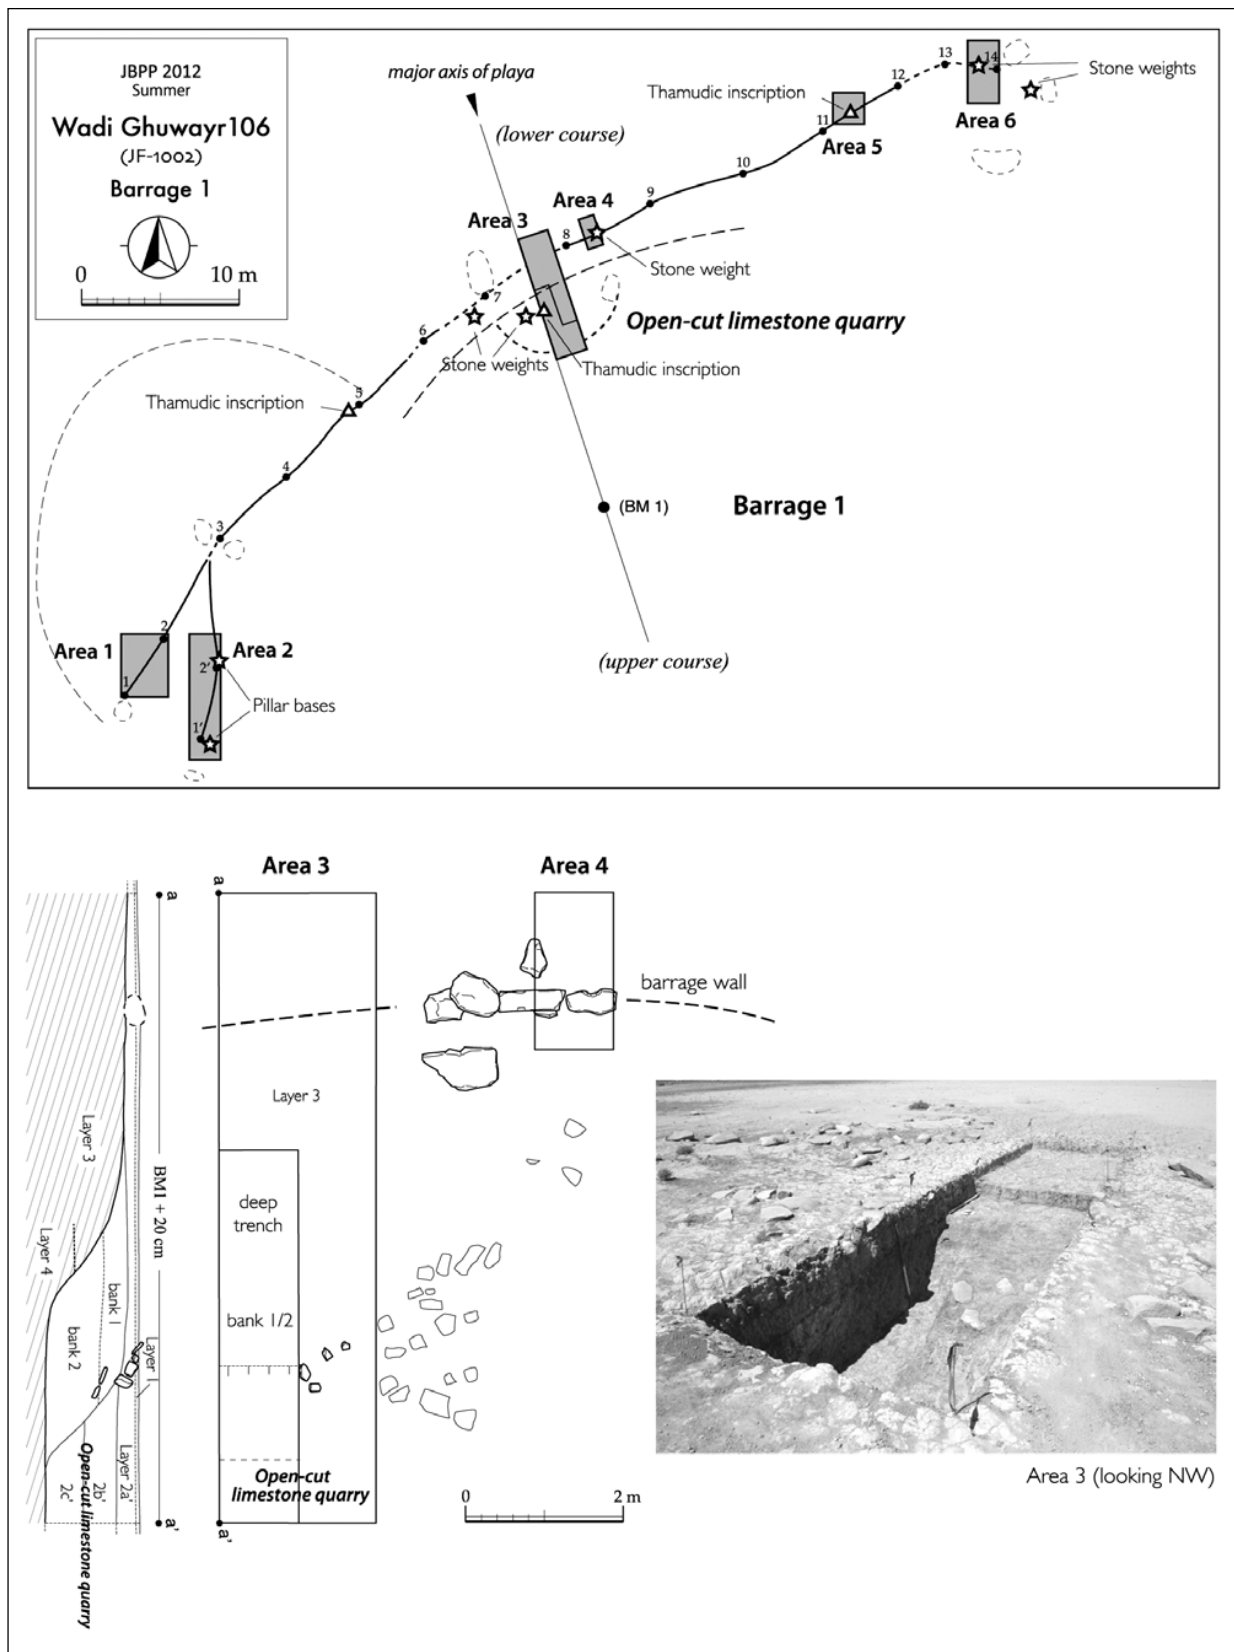 JBPP 2012
Summer
Wadi Ghuwayr106
(JF-1002)
Barrage 1
0 10 m
major axis of playa
(lower course)
13
14
Stone weights
12
Thamudic inscription
11
Area 5
Area 6
10
9
Area 4
Area 3
8
Stone weight
7
Open-cut limestone quarry
6
Stone weights
Thamudic inscription
5
Thamudic inscription
4
(BM 1)
Barrage 1
3
2
Area 1
Area 2
2'
(upper course)
1
Pillar bases
1'
Area 3
Area 4
a
a
barrage wall
Layer 3
Layer 3
BM1 + 20 cm
deep
trench
Layer 4
bank 1
bank 1/2
bank 2
Layer 1
Layer 2a'
2b'
2c'
Open-cut limestone quarry
Open-cut
limestone quarry
a'
a'
0 2 m
Area 3 (looking NW)